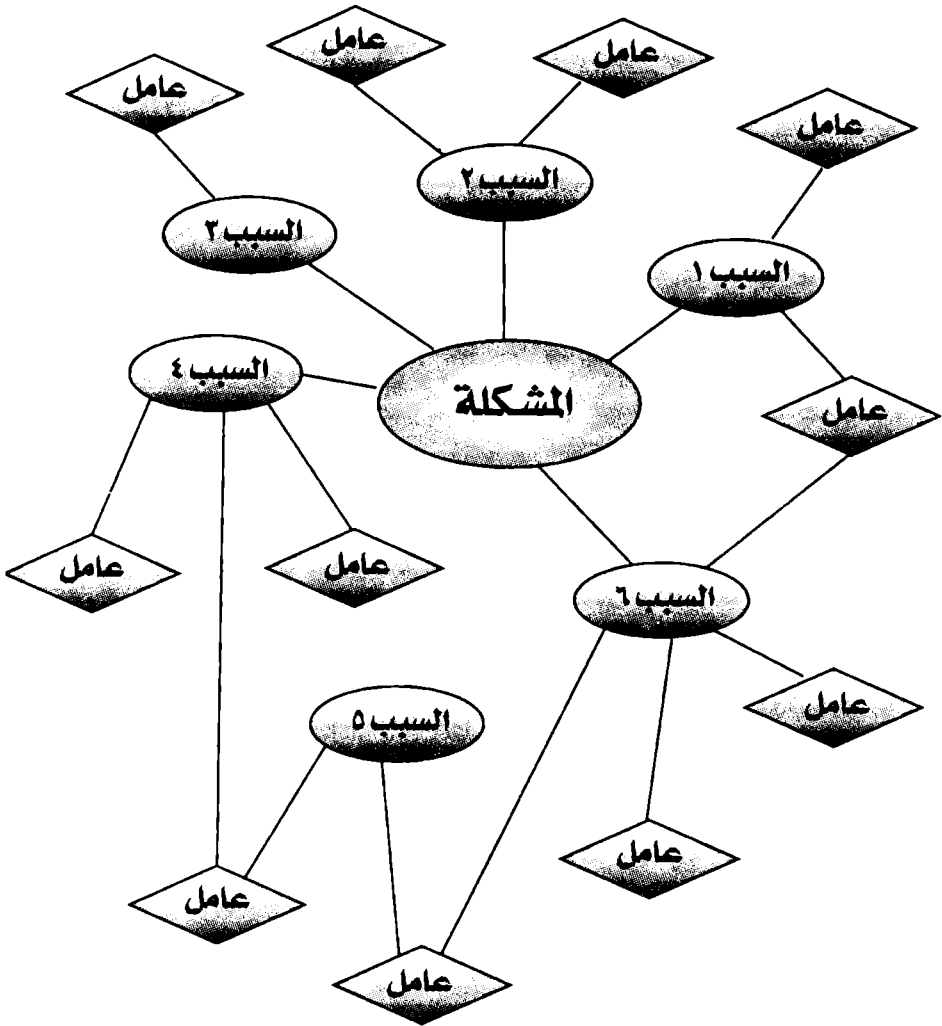 عامل
عامل
عامل
عامل
السبب ٢
السبب ٣
السبب ١
السبب ٤
المشكلة
عامل
عامل
عامل
السبب ٦
عامل
السبب ٥
عامل
عامل
عامل